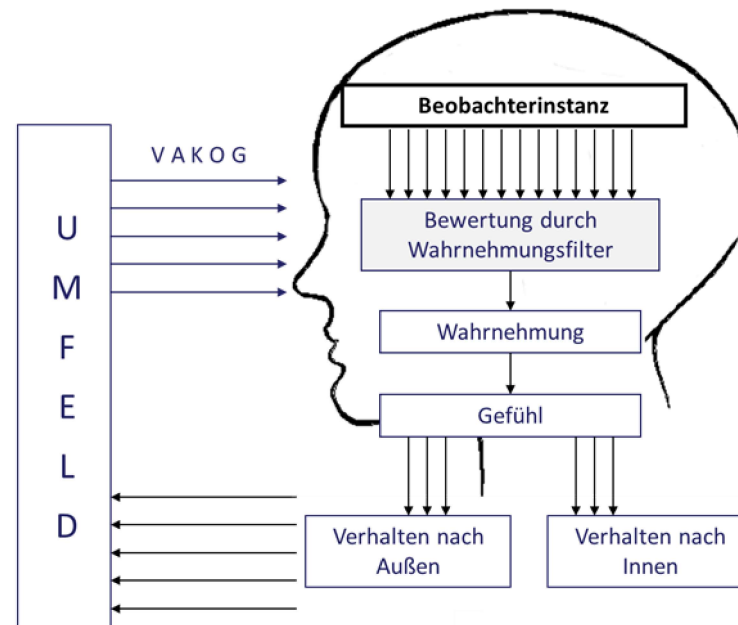 Beobachterinstanz
V A K O G
U
M
F
E
L
D
Bewertung durch
Wahrnehmungsfilter
Wahrnehmung
Gefühl
Verhalten nach
Außen
Verhalten nach
Innen